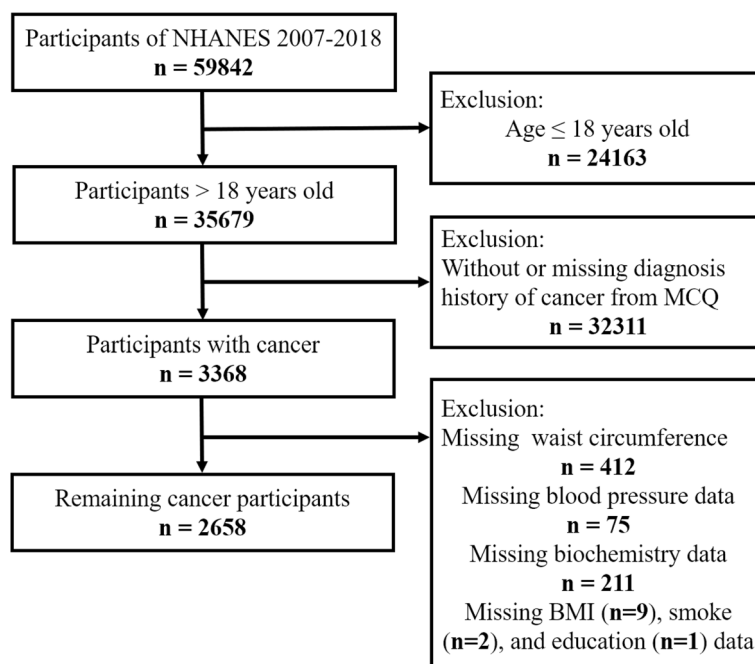 Participants of NHANES 2007-2018
n = 59842
Exclusion:
Age ≤ 18 years old
n = 24163
Participants > 18 years old
n = 35679
Exclusion:
Without or missing diagnosis
history of cancer from MCQ
n = 32311
Participants with cancer
n = 3368
Exclusion:
Missing waist circumference
n = 412
Missing blood pressure data
n = 75
Missing biochemistry data
n = 211
Missing BMI (n=9), smoke
(n=2), and education (n=1) data
Remaining cancer participants
n = 2658